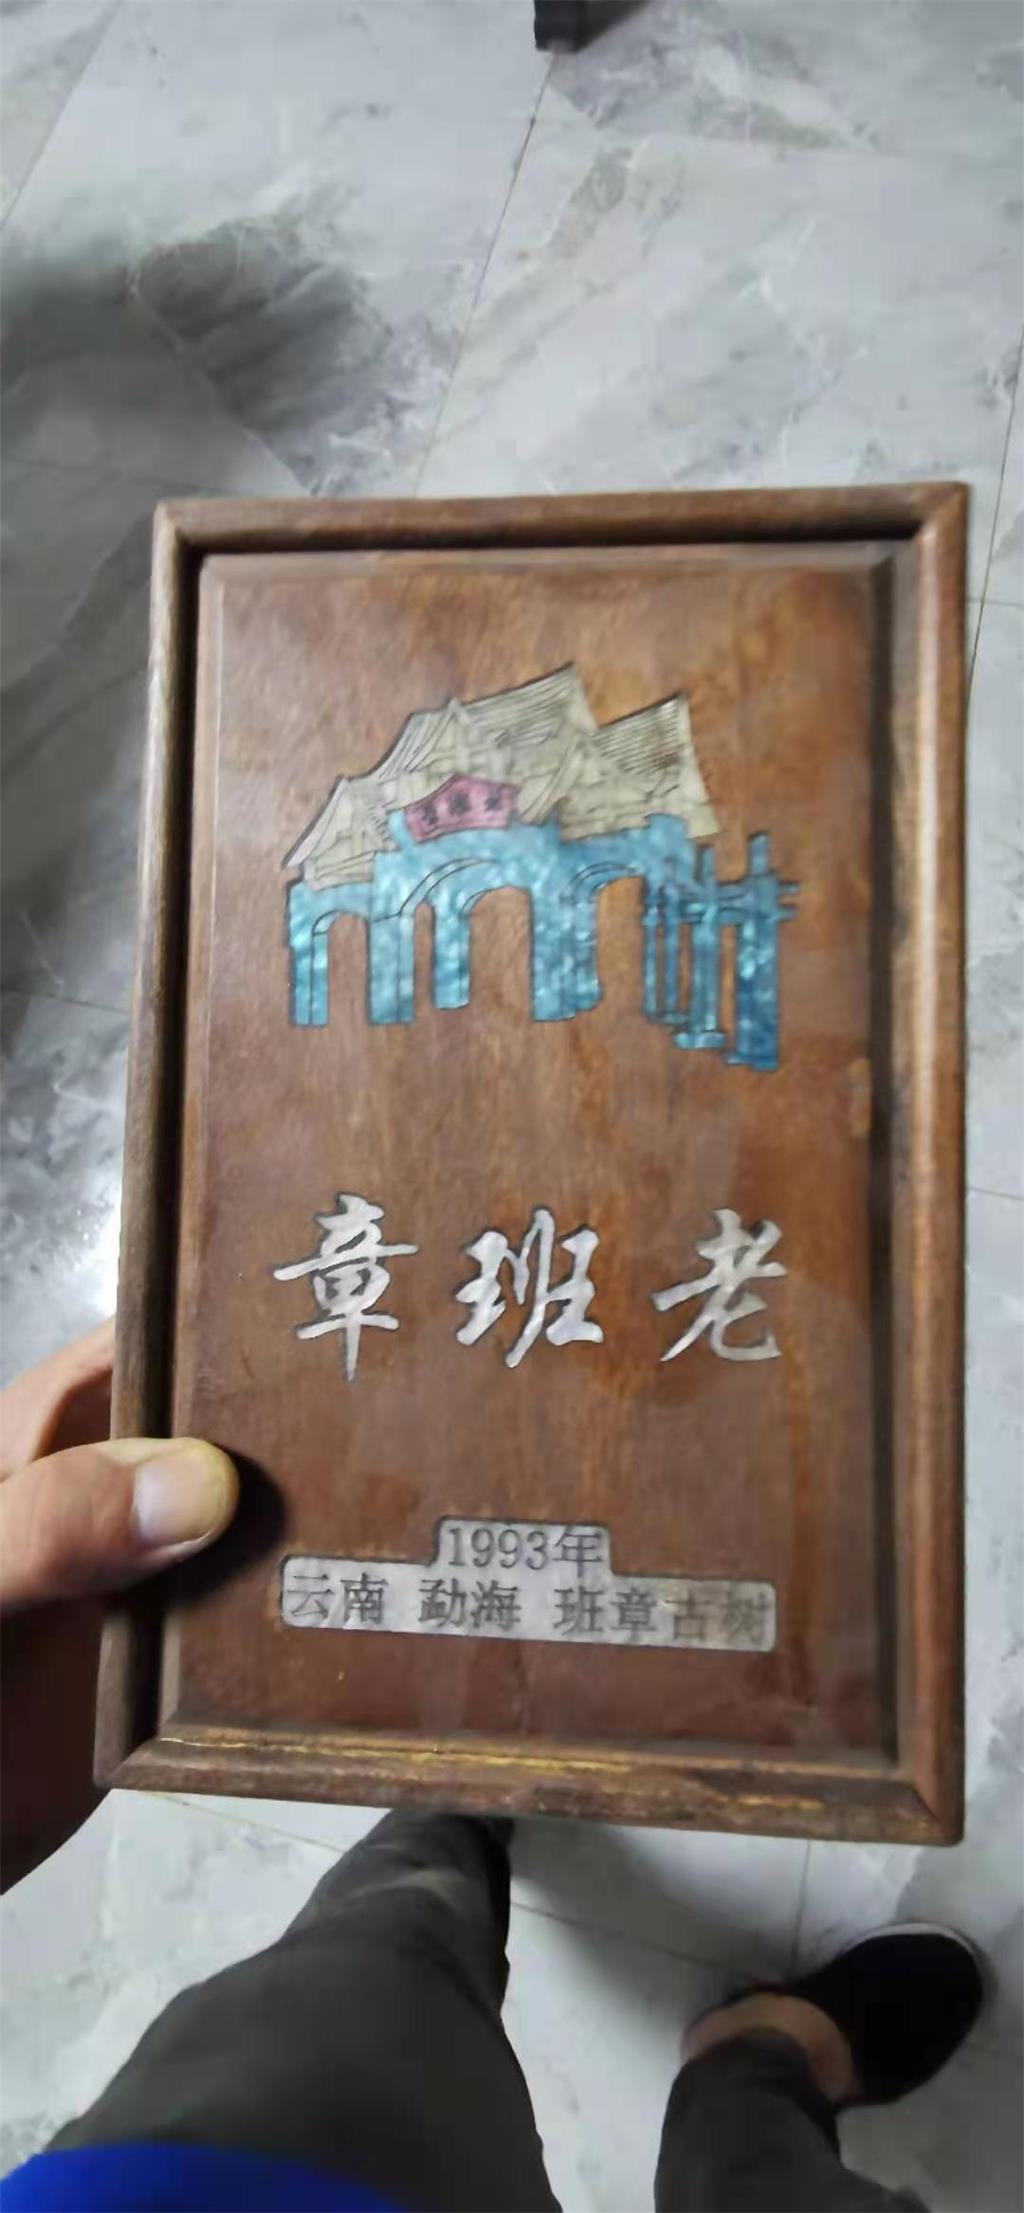 老班章
1993年
云南 勐海 班章古树